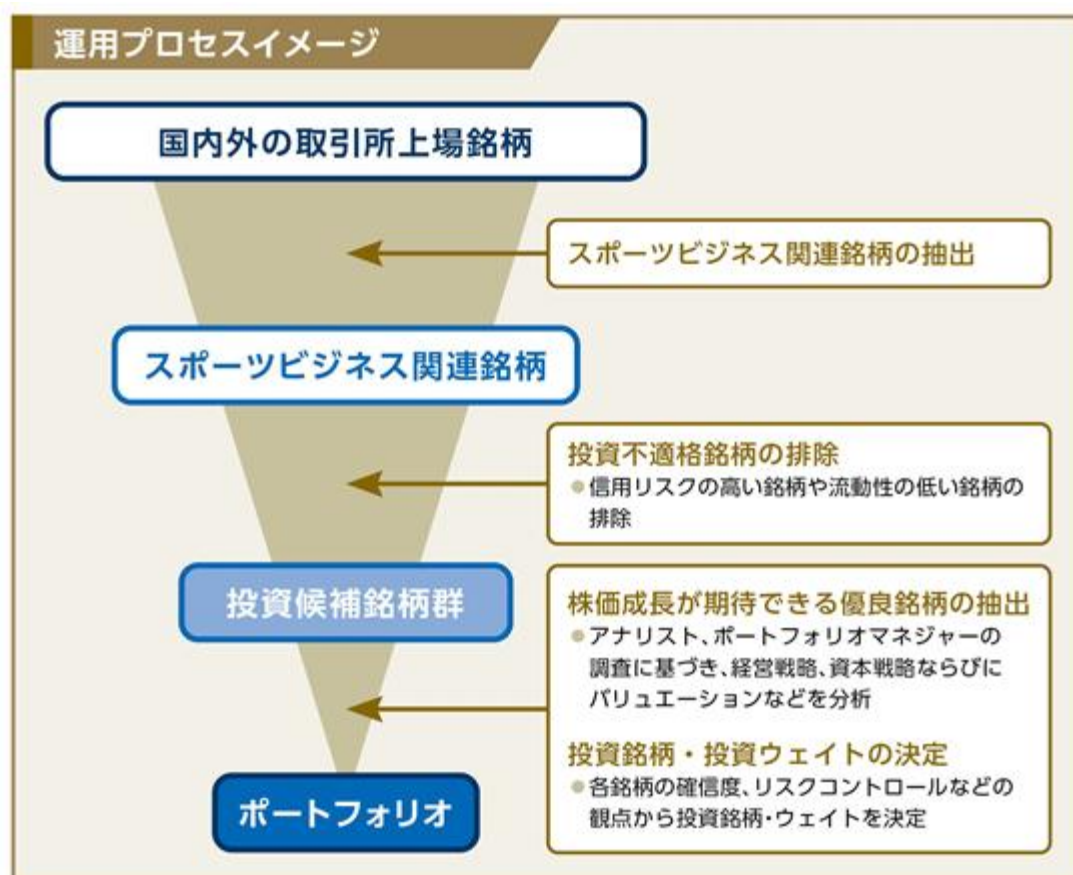 運用プロセスイメージ
国内外の取引所上場銘柄
スポーツビジネス関連銘柄の抽出
スポーツビジネス関連銘柄
投資不適格銘柄の排除
●信用リスクの高い銘柄や流動性の低い銘柄の
排除
投資候補銘柄群
株価成長が期待できる優良銘柄の抽出
●アナリスト、ポートフォリオマネジャーの
調査に基づき、経営戦略、資本戦略ならびに
バリュエーションなどを分析
投資銘柄・投資ウェイトの決定
●各銘柄の確信度、リスクコントロールなどの
観点から投資銘柄・ウェイトを決定
ポートフォリオ